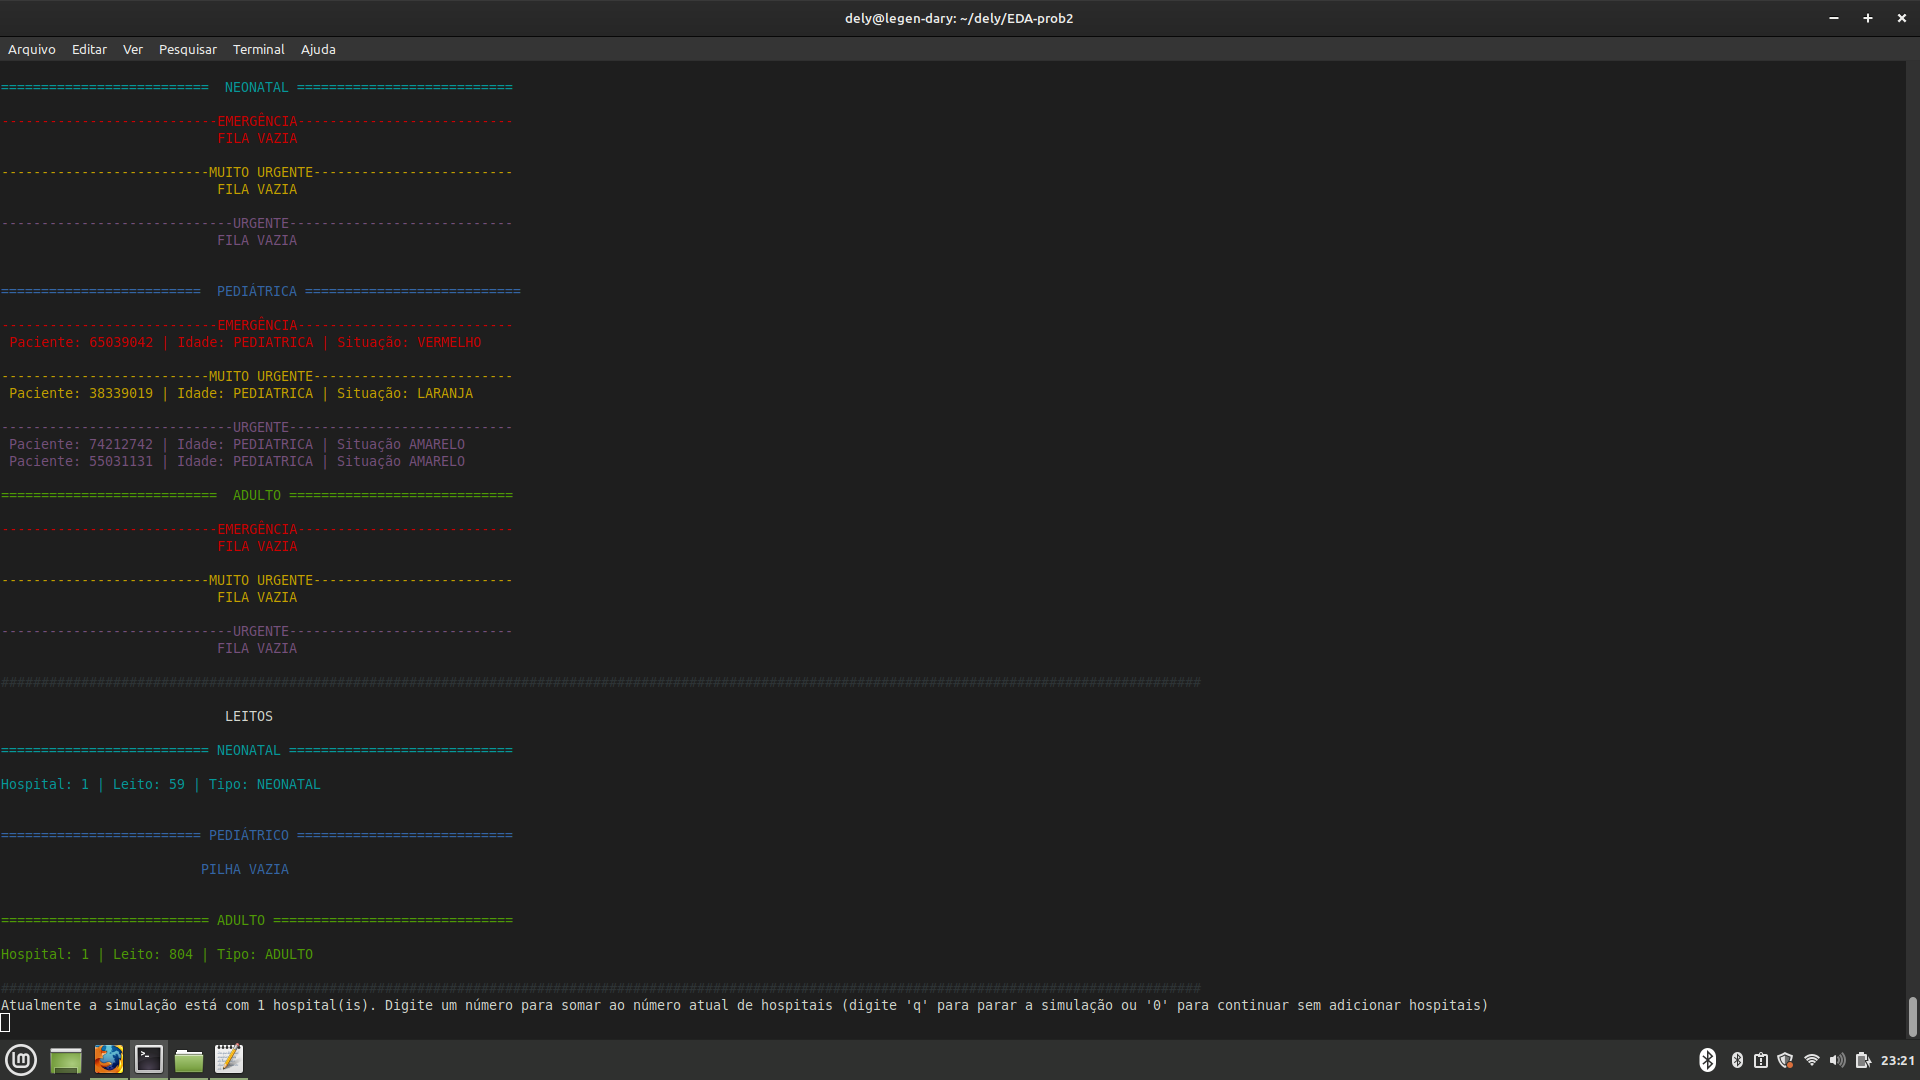 dely@legen-dary: ~/dely/EDA-prob2
Arquivo Editar Ver Pesquisar Terminal Ajuda
========================== NEONATAL ===========================
---------------------------EMERGÊNCIA---------------------------
FILA VAZIA
--------------------------MUITO URGENTE-------------------------
FILA VAZIA
-----------------------------URGENTE----------------------------
FILA VAZIA
========================= PEDIÁTRICA ===========================
---------------------------EMERGÊNCIA---------------------------
Paciente: 65039042 | Idade: PEDIATRICA | Situação: VERMELHO
--------------------------MUITO URGENTE-------------------------
Paciente: 38339019 | Idade: PEDIATRICA | Situação: LARANJA
-----------------------------URGENTE----------------------------
Paciente: 74212742 | Idade: PEDIATRICA | Situação AMARELO
Paciente: 55031131 | Idade: PEDIATRICA | Situação AMARELO
=========================== ADULTO ============================
---------------------------EMERGÊNCIA---------------------------
FILA VAZIA
--------------------------MUITO URGENTE-------------------------
FILA VAZIA
-----------------------------URGENTE----------------------------
FILA VAZIA
######################################################################################################################################################
LEITOS
========================== NEONATAL ============================
Hospital: 1 | Leito: 59 | Tipo: NEONATAL
========================= PEDIÁTRICO ===========================
PILHA VAZIA
========================== ADULTO ==============================
Hospital: 1 | Leito: 804 | Tipo: ADULTO
######################################################################################################################################################
Atualmente a simulação está com 1 hospital(is). Digite um número para somar ao número atual de hospitais (digite 'q' para parar a simulação ou '0' para continuar sem adicionar hospitais)
23:21